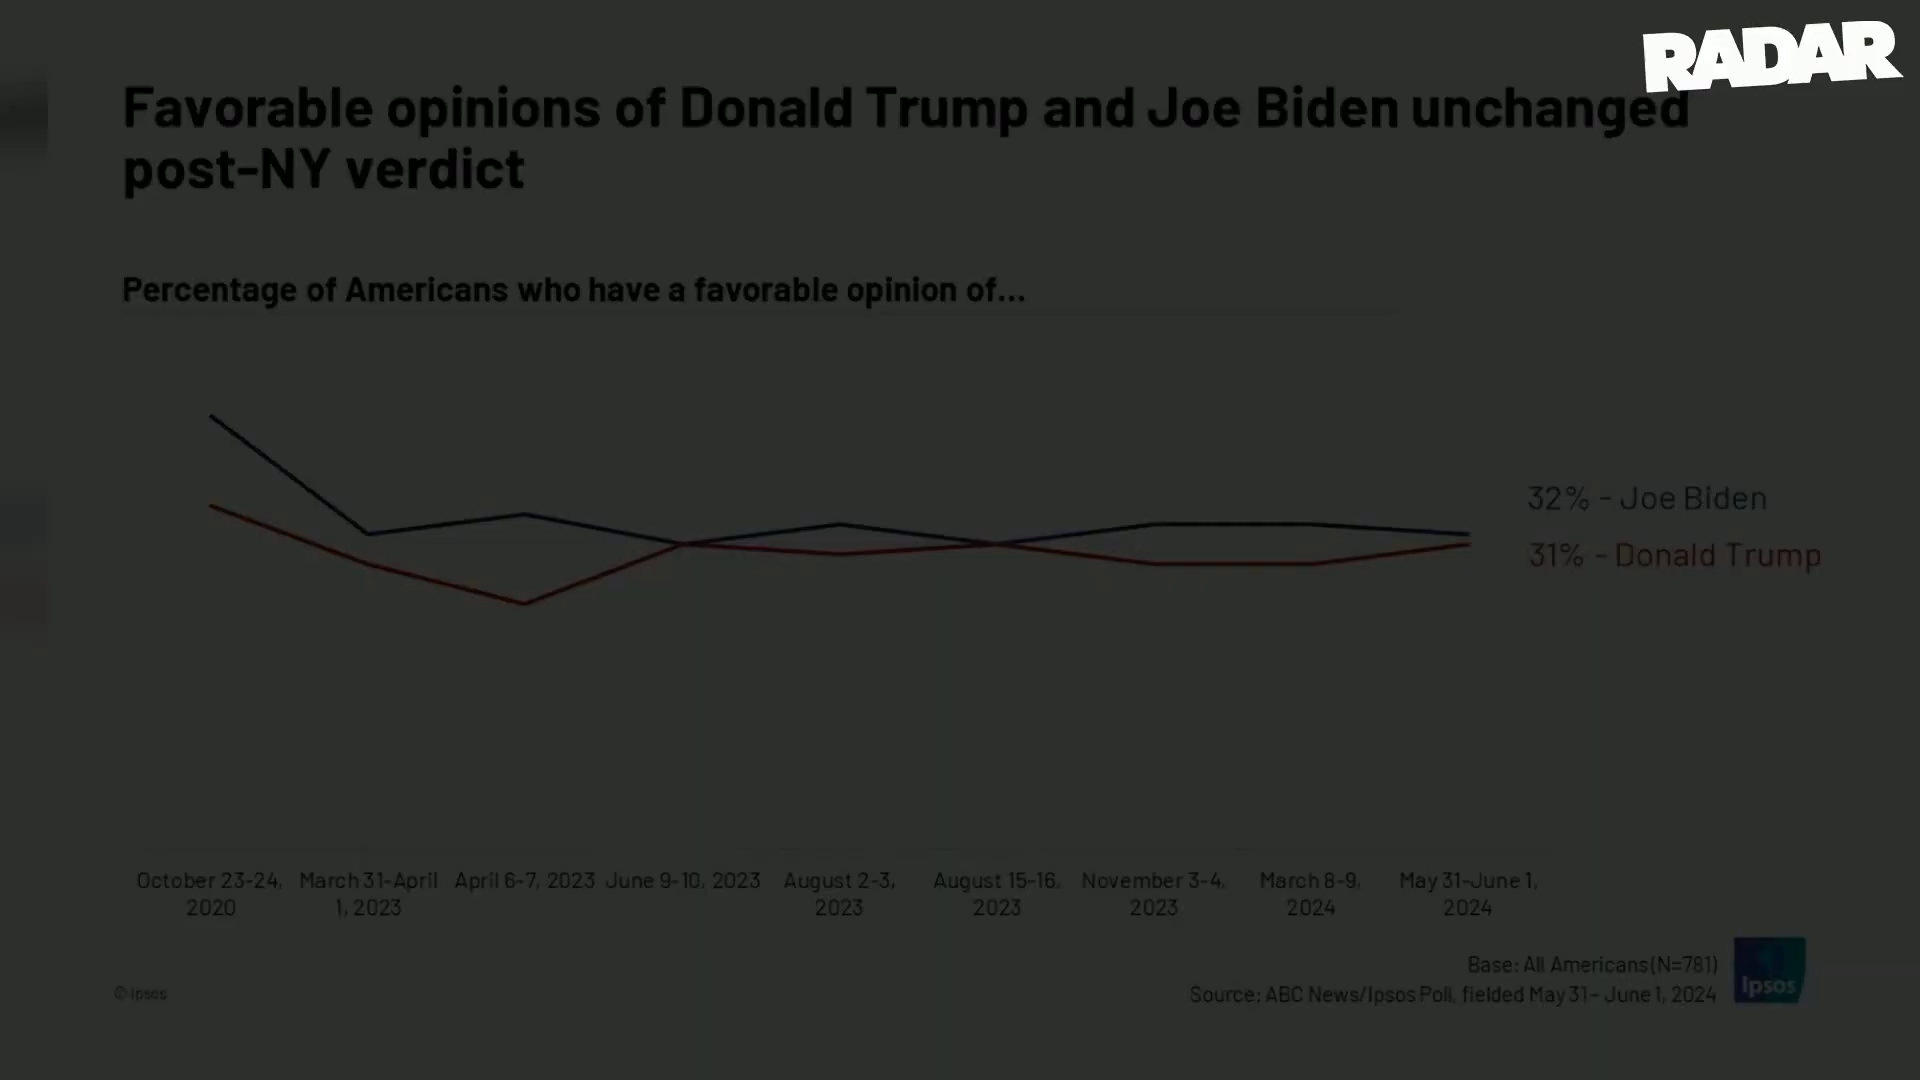 RADAR
Favorable opinions of Donald Trump and Joe Biden unchanged
post-NY verdict
Percentage of Americans who have a favorable opinion of...
32% - Joe Biden
31% - Donald Trump
October 23-24, March 31-April April 6-7, 2023 June 9-10, 2023 August 2-3, August 15-16, November 3-4, March 8-9, May 31-June 1,
2020 1, 2023 2023 2023 2023 2024 2024
Base: All Americans (N=781)
© Ipsos
Source: ABC News/Ipsos Poll, fielded May 31 - June 1, 2024
Ipsos